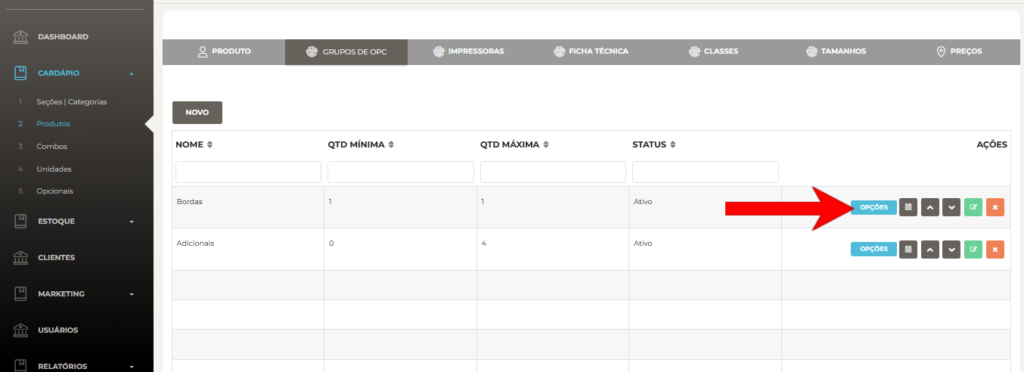 DASHBOARD
CARDÁPIO
1 Seções | Categorias
2 Produtos
3 Combos
4 Unidades
5 Opcionais
ESTOQUE
CLIENTES
MARKETING
USUÁRIOS
RELATÓRIOS
PRODUTO GRUPOS DE OPC IMPRESSORAS FICHA TÉCNICA CLASSES TAMANHOS PREÇOS
NOVO
NOME QTD MÍNIMA QTD MÁXIMA STATUS AÇÕES
Bordas 1 1 Ativo OPÇÕES
Adicionais 0 4 Ativo OPÇÕES